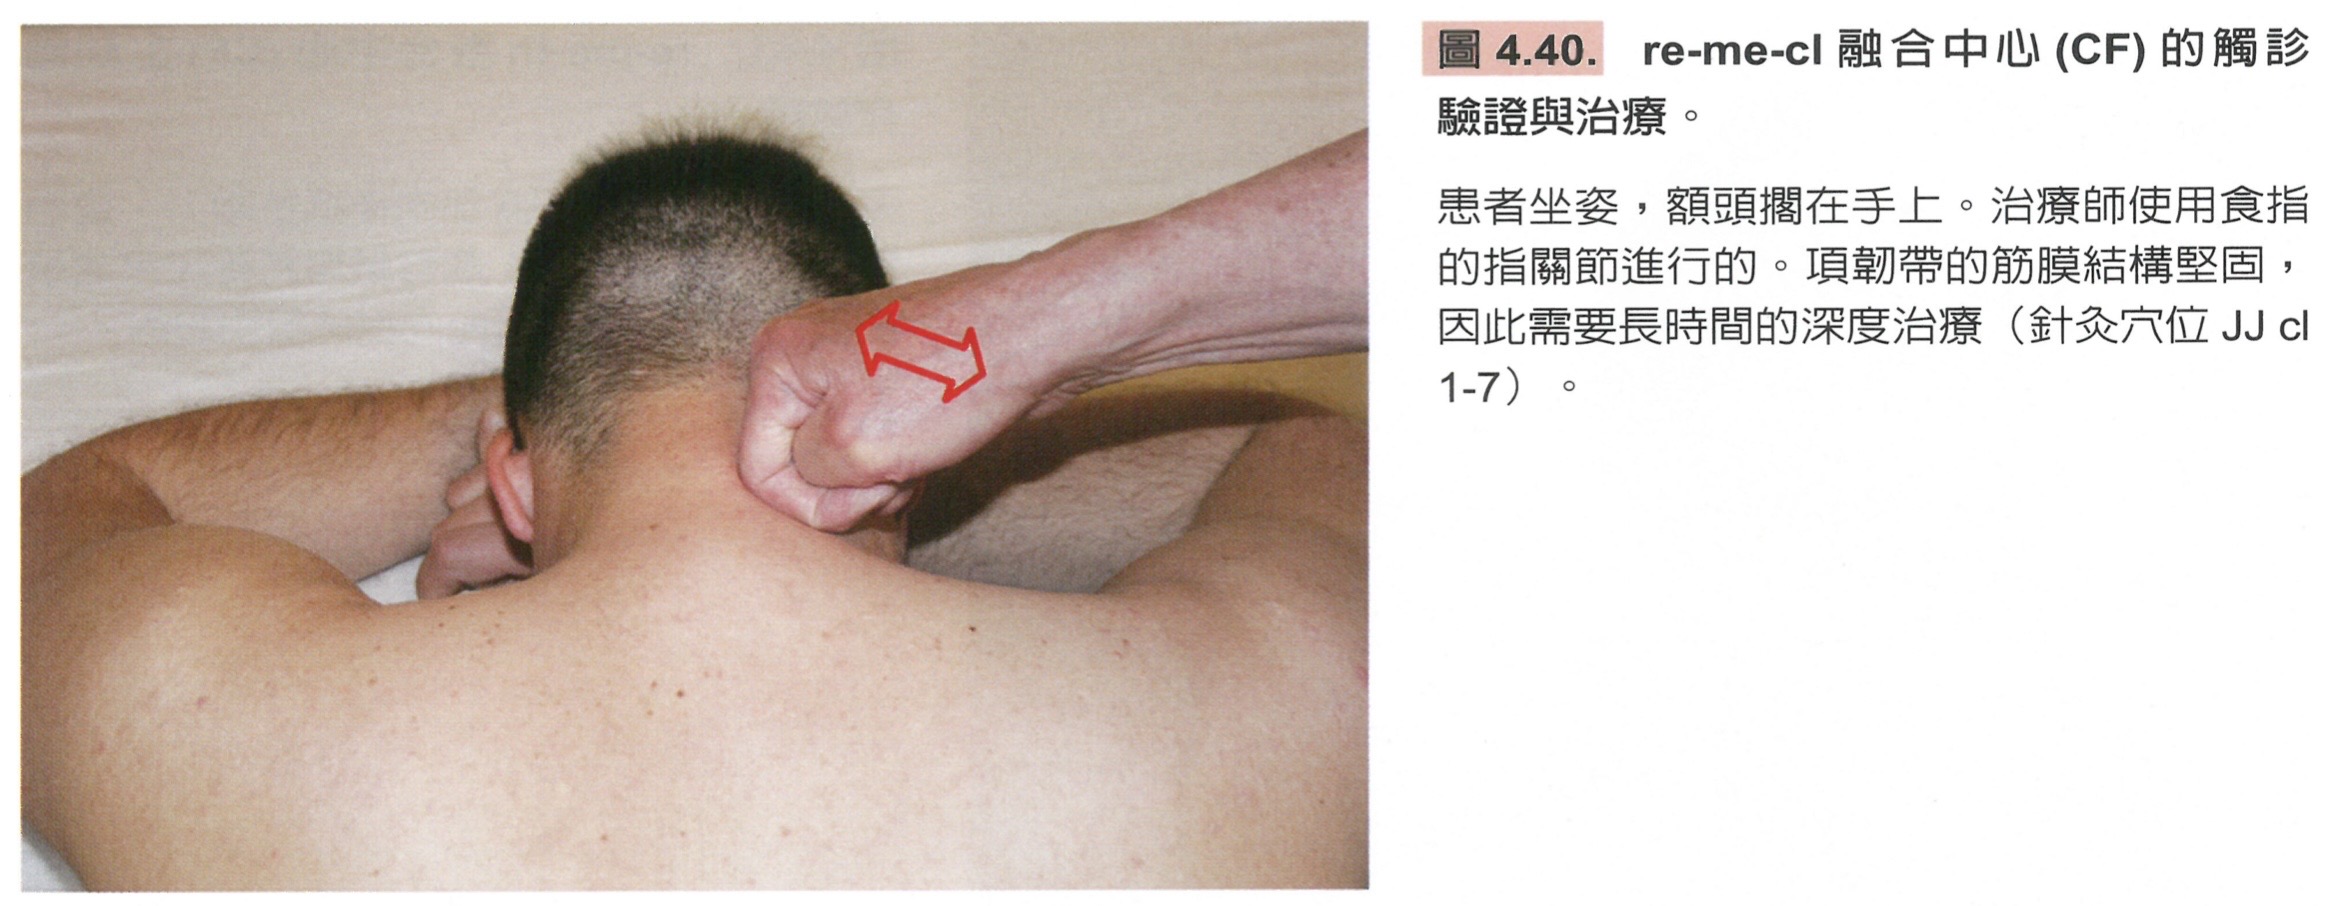 圖 4.40. re-me-cl 融合中心 (CF) 的觸診
驗證與治療。
患者坐姿，額頭擱在手上。治療師使用食指
的指關節進行的。項韌帶的筋膜結構堅固，
因此需要長時間的深度治療（針灸穴位 JJ cl
1-7）。